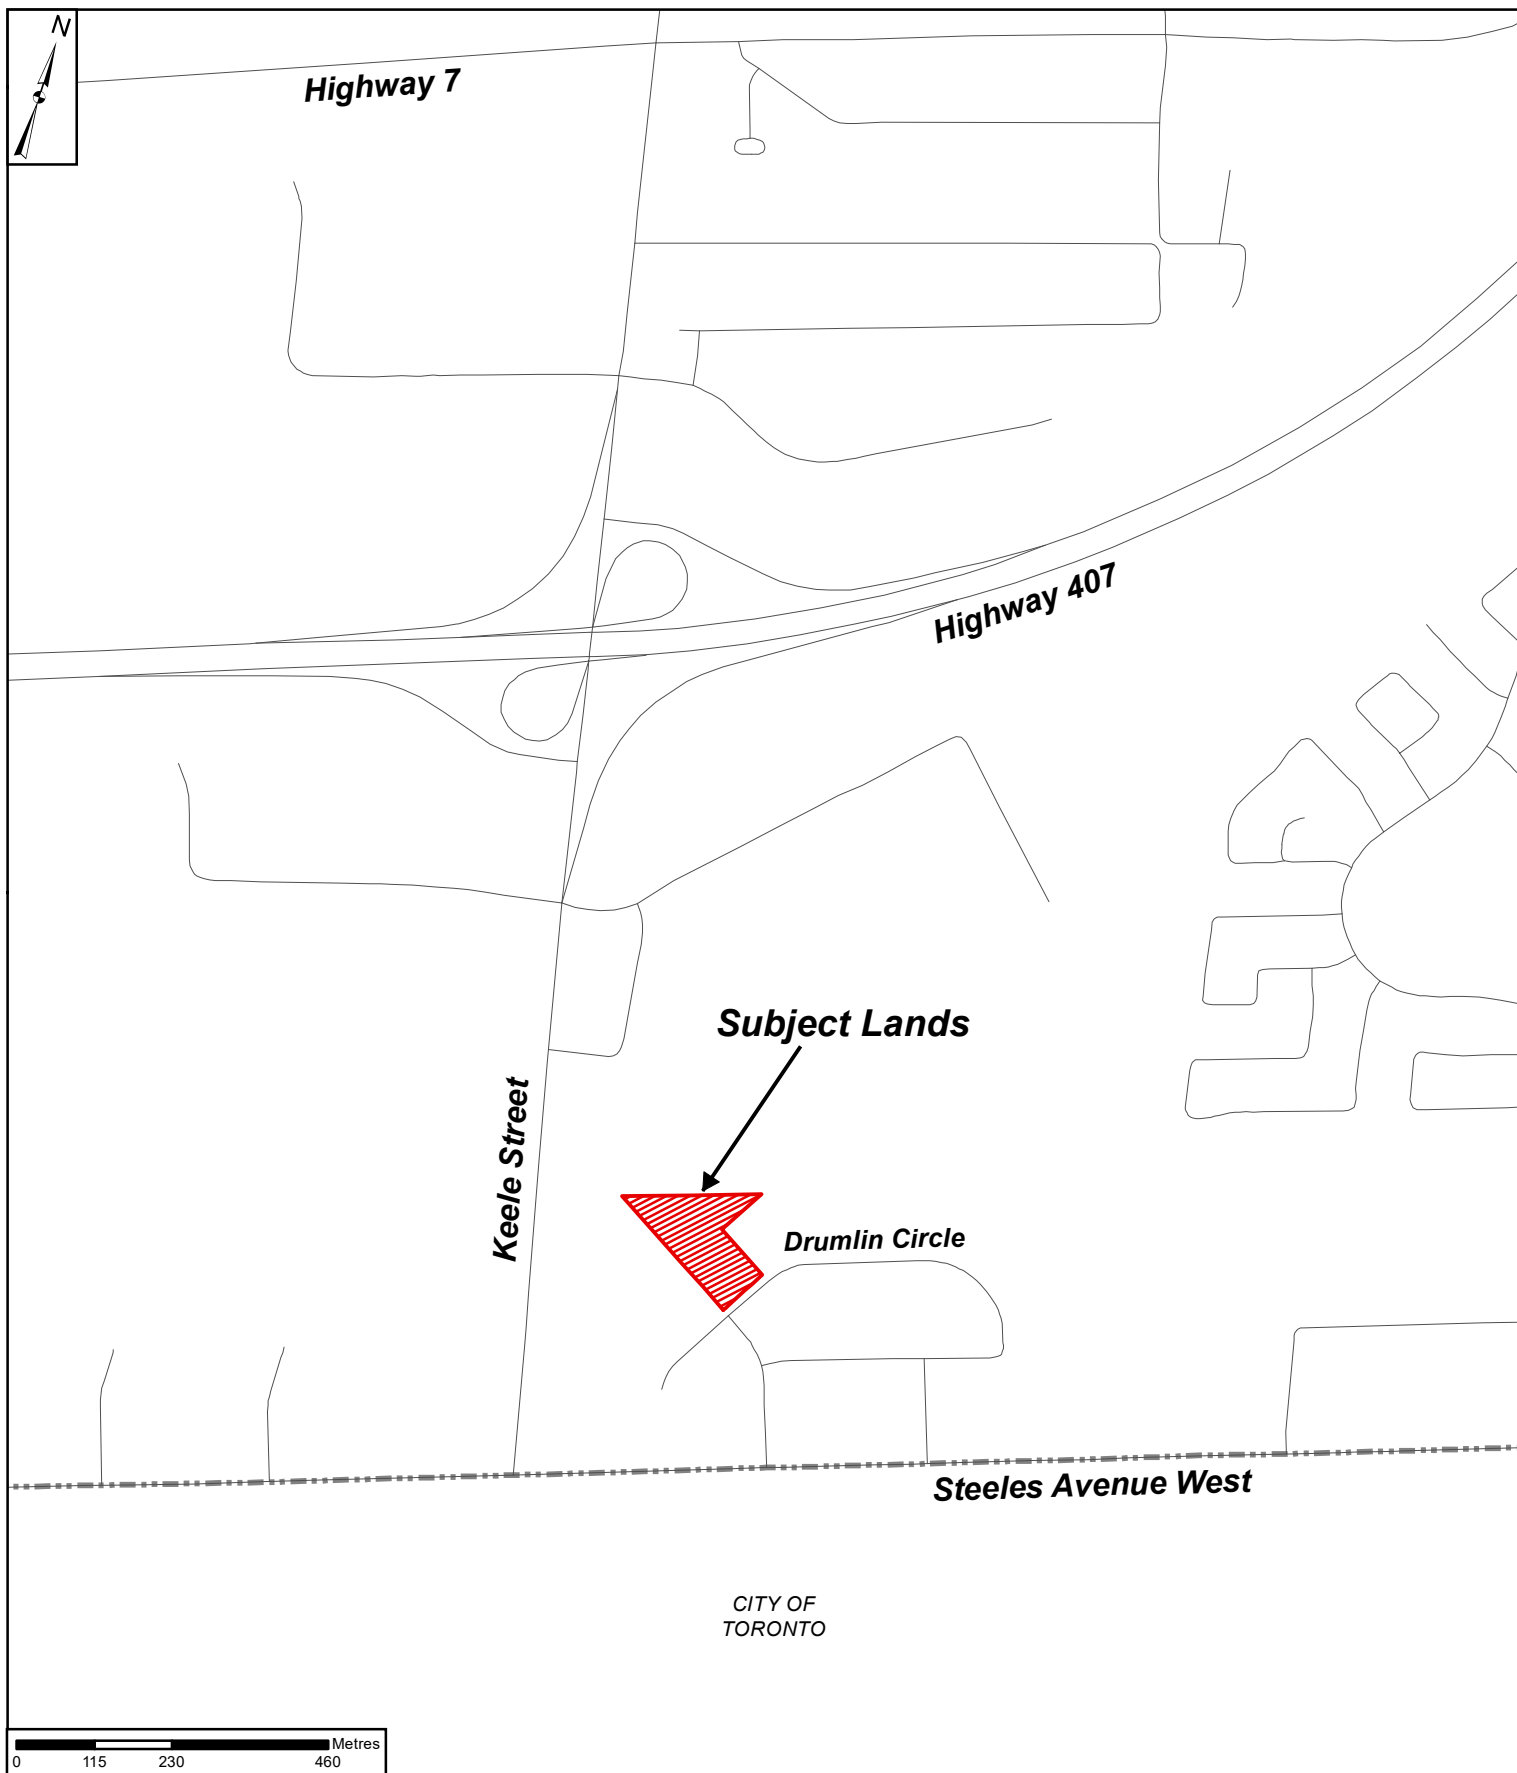 N
Highway 7
Highway 407
Subject Lands
Keele Street
Drumlin Circle
Steeles Avenue West
CITY OF
TORONTO
Metres
0 115 230 460